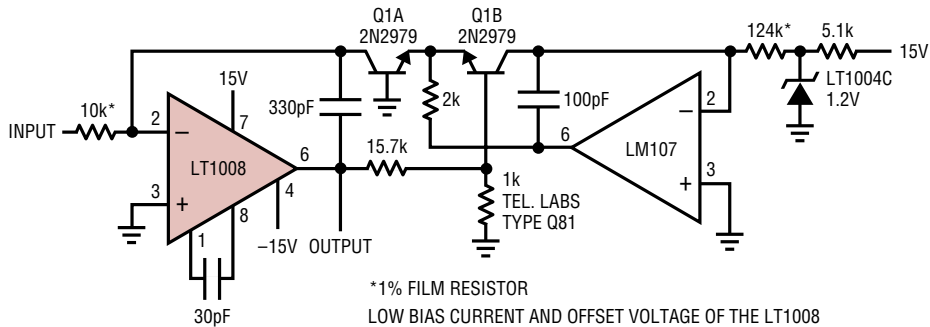 Q1A
2N2979
Q1B
2N2979
124k*
5.1k
15V
LT1004C
1.2V
15V
10k*
330pF
2k
100pF
2
INPUT
2
–
7
6
–
LM107
LT1008
6
15.7k
+
3
3
+
4
8
1k
TEL. LABS
TYPE Q81
1
–15V
OUTPUT
30pF
*1% FILM RESISTOR
LOW BIAS CURRENT AND OFFSET VOLTAGE OF THE LT1008